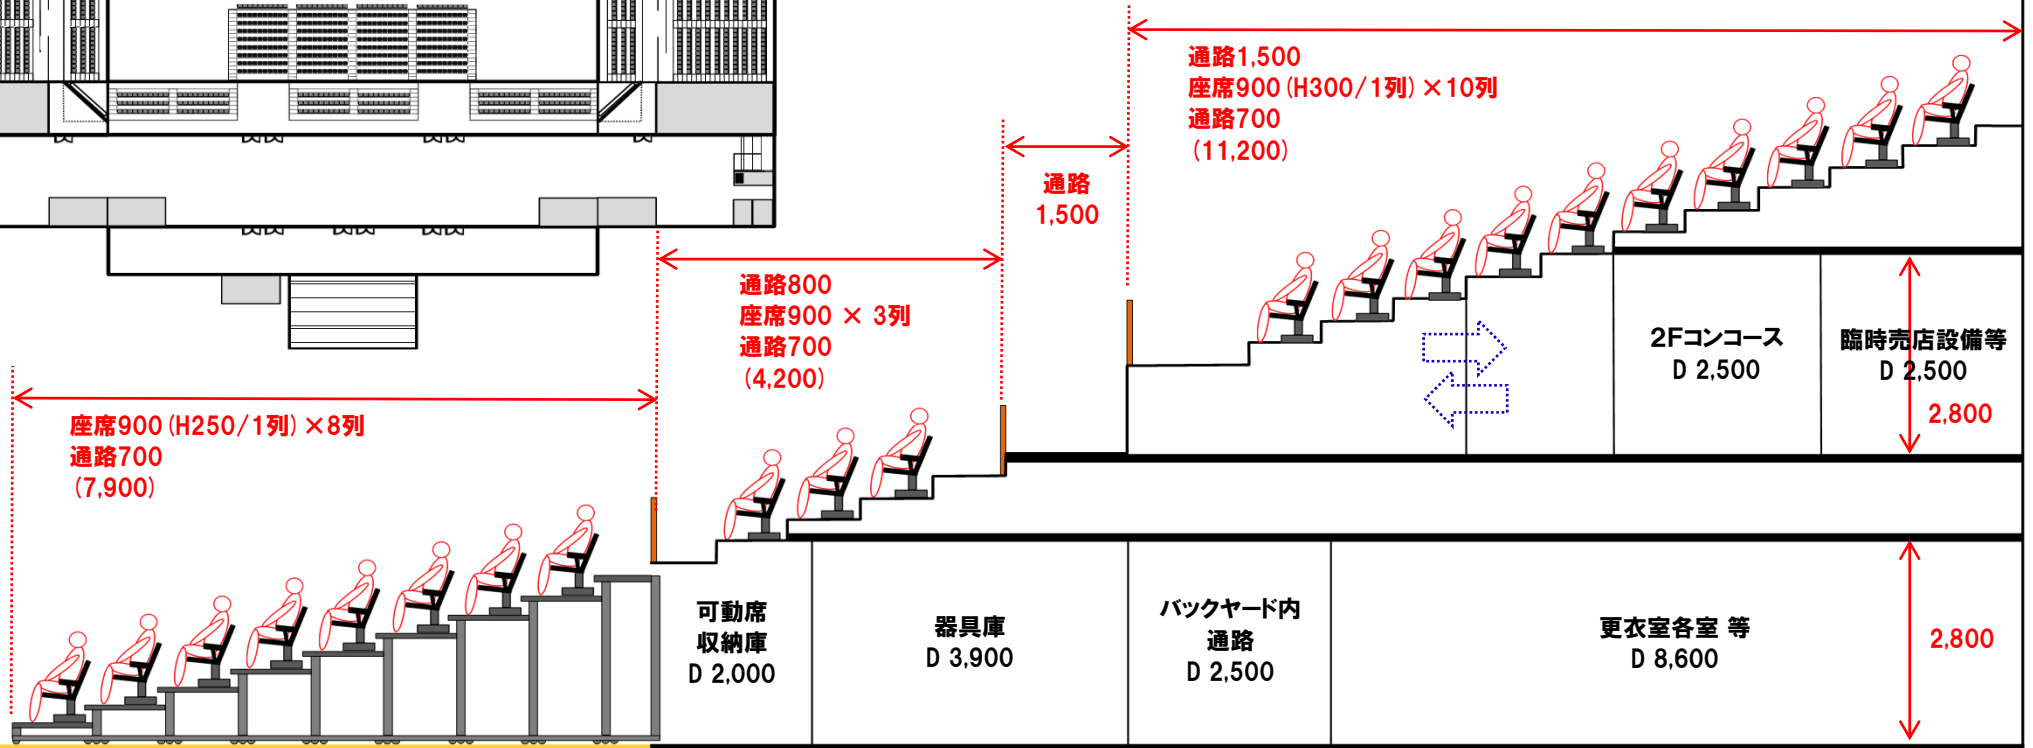 通路1,500
座席900(H300/1列)×10列
通路700
(11,200)
通路
1,500
通路800
座席900 × 3列
通路700
(4,200)
座席900(H250/1列)×8列
通路700
(7,900)
2Fコンコース
D 2,500
臨時売店設備等
D 2,500
2,800
可動席
収納庫
D 2,000
器具庫
D 3,900
バックヤード内
通路
D 2,500
更衣室各室 等
D 8,600
2,800